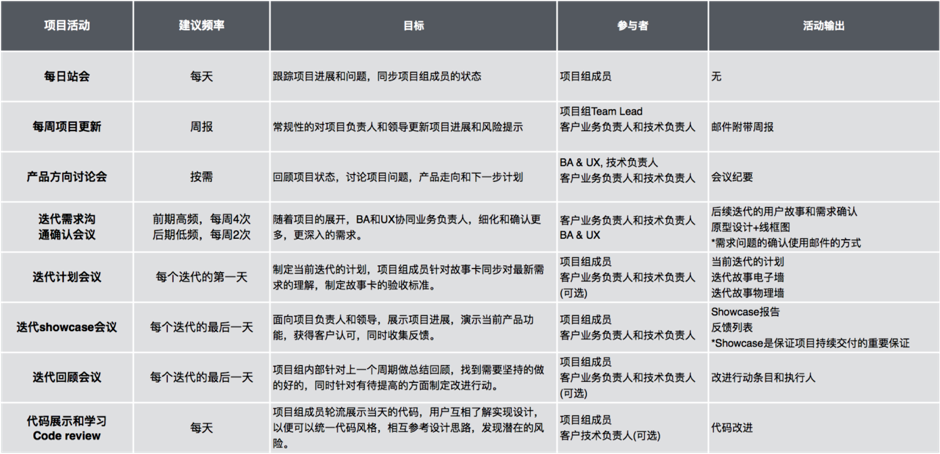 项目活动
建议频率
目标
参与者
活动输出
每日站会
每天
跟踪项目进展和问题，同步项目组成员的状态
项目组成员
无
每周项目更新
周报
常规性的对项目负责人和领导更新项目进展和风险提示
项目组Team Lead
客户业务负责人和技术负责人
邮件附带周报
产品方向讨论会
按需
回顾项目状态，讨论项目问题，产品走向和下一步计划
BA & UX, 技术负责人
客户业务负责人和技术负责人
会议纪要
迭代需求沟
通确认会议
前期高频，每周4次
后期低频，每周2次
随着项目的展开，BA和UX协同业务负责人，细化和确认更
多，更深入的需求。
客户业务负责人和技术负责人
BA & UX
后续迭代的用户故事和需求确认
原型设计+线框图
*需求问题的确认使用邮件的方式
迭代计划会议
每个迭代的第一天
制定当前迭代的计划，项目组成员针对故事卡同步对最新需
求的理解，制定故事卡的验收标准。
项目组成员
客户业务负责人和技术负责人
(可选)
当前迭代的计划
迭代故事电子墙
迭代故事物理墙
迭代showcase会议
每个迭代的最后一天
面向项目负责人和领导，展示项目进展，演示当前产品功
能，获得客户认可，同时收集反馈。
项目组成员
客户业务负责人和技术负责人
Showcase报告
反馈列表
*Showcase是保证项目持续交付的重要保证
迭代回顾会议
每个迭代的最后一天
项目组内部针对上一个周期做总结回顾，找到需要坚持的做
的好的，同时针对有待提高的方面制定改进行动。
项目组成员
客户业务负责人和技术负责人
(可选)
改进行动条目和执行人
代码展示和学习
Code review
每天
项目组成员轮流展示当天的代码，用户互相了解实现设计，
以便可以统一代码风格，相互参考设计思路，发现潜在的风
险。
项目组成员
客户技术负责人(可选)
代码改进